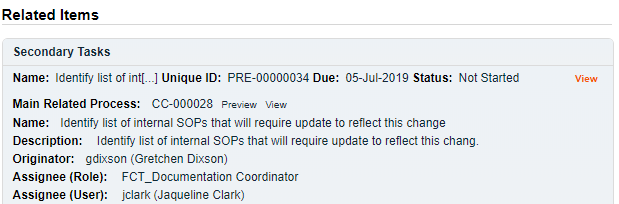 Related Items
Secondary Tasks
Name: Identify list of int[...] Unique ID: PRE-00000034 Due: 05-Jul-2019 Status: Not Started View
Main Related Process: CC-000028 Preview View
Name: Identify list of internal SOPs that will require update to reflect this change
Description: Identify list of internal SOPs that will require update to reflect this chang.
Originator: gdixson (Gretchen Dixson)
Assignee (Role): FCT_Documentation Coordinator
Assignee (User): jclark (Jaqueline Clark)